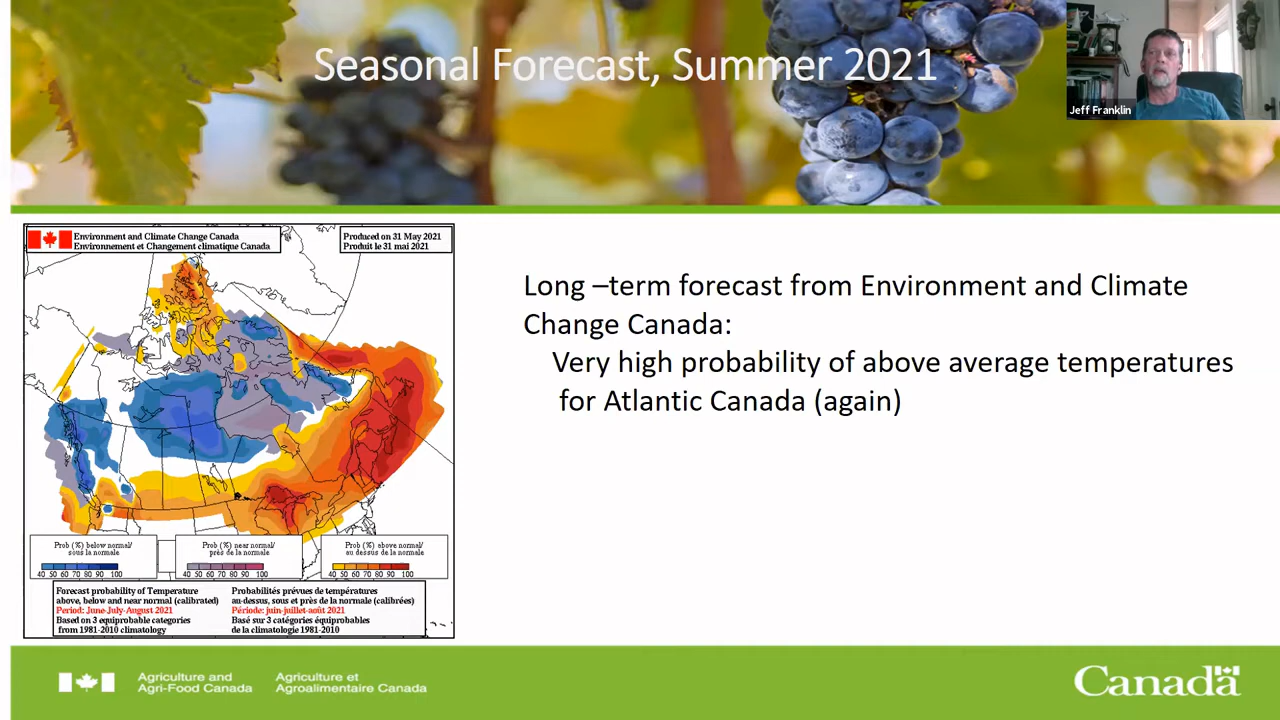 Seasonal Forecast, Summer 2021
Jeff Franklin
Environment and Climate Change Canada
Environnement et Changement climatique Canada
Produced on 31 May 2021
Produit le 31 mai 2021
Long –term forecast from Environment and Climate
Change Canada:
Very high probability of above average temperatures
for Atlantic Canada (again)
Prob (%) below normal/
sous la normale
40 50 60 70 80 90 100
Prob (%) near normal/
près de la normale
40 50 60 70 80 90 100
Prob (%) above normal/
au dessus de la normale
40 50 60 70 80 90 100
Forecast probability of Temperature
above, below and near normal (calibrated)
Period: June-July-August 2021
Based on 3 equiprobable categories
from 1981-2010 climatology
Probabilités prévues de températures
au-dessus, sous et près de la normale (calibrées)
Période: juin-juillet-août 2021
Basé sur 3 catégories équiprobables
de la climatologie 1981-2010
Agriculture and
Agri-Food Canada
Agriculture et
Agroalimentaire Canada
Canada